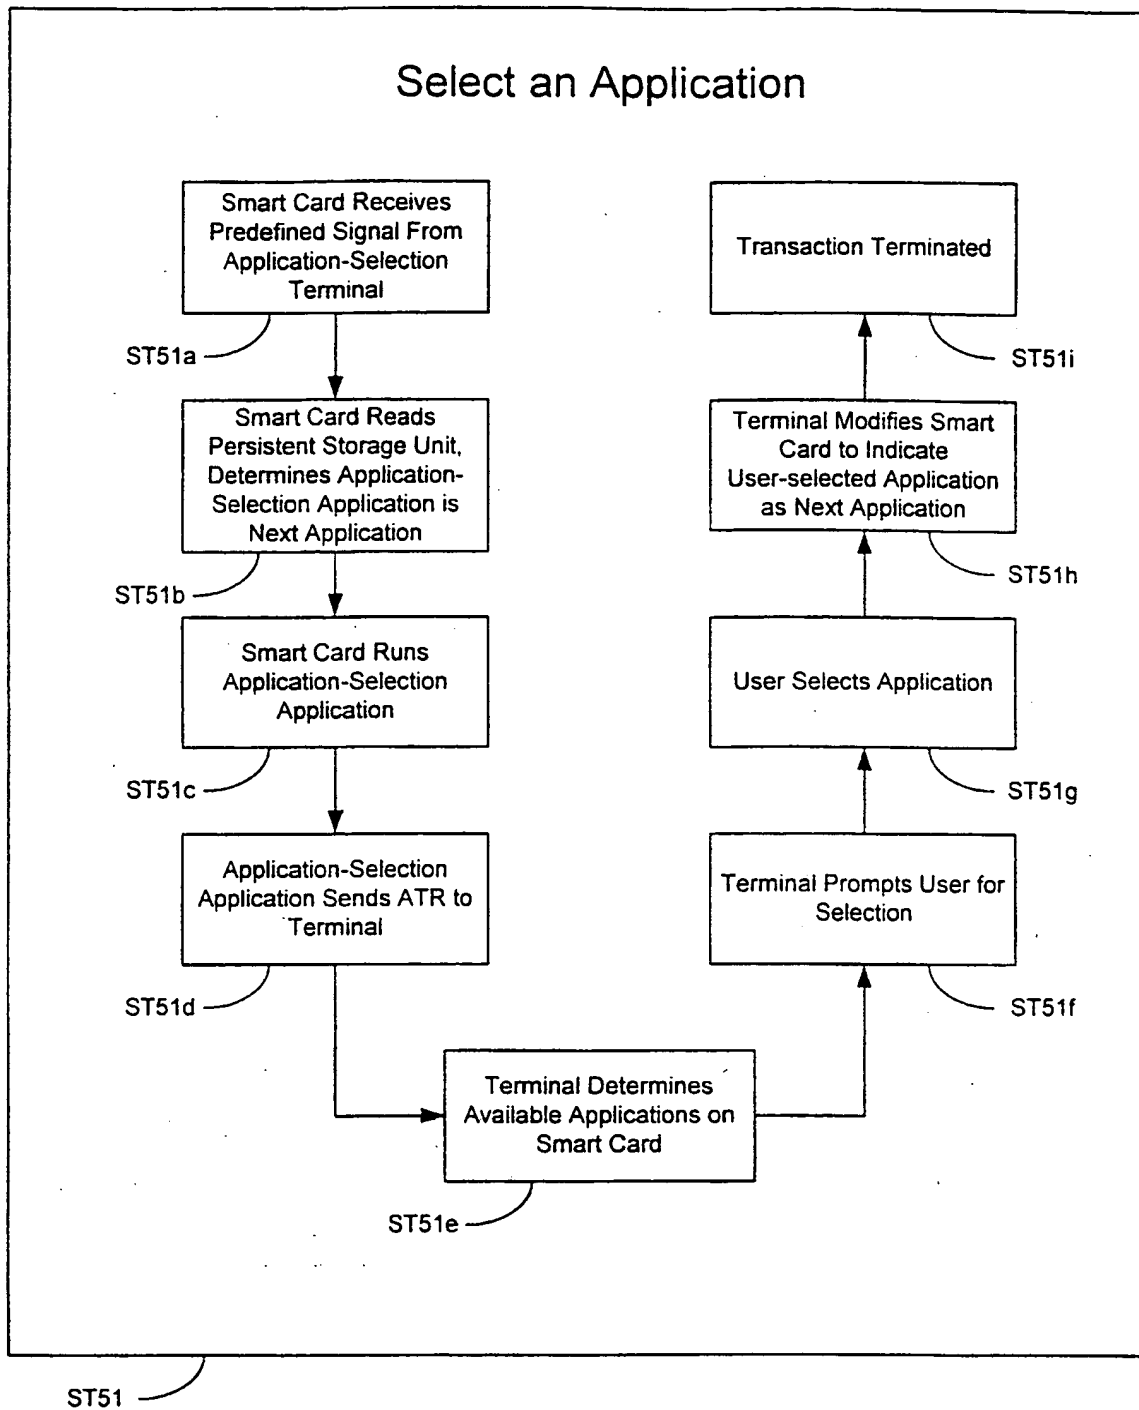 Select an Application
Smart Card Receives
Predefined Signal From
Application-Selection
Terminal
ST51a
Smart Card Reads
Persistent Storage Unit,
Determines Application-
Selection Application is
Next Application
ST51b
Smart Card Runs
Application-Selection
Application
ST51c
Application-Selection
Application Sends ATR to
Terminal
ST51d
Terminal Determines
Available Applications on
Smart Card
ST51e
Terminal Prompts User for
Selection
ST51f
User Selects Application
ST51g
Terminal Modifies Smart
Card to Indicate
User-selected Application
as Next Application
ST51h
Transaction Terminated
ST51i
ST51